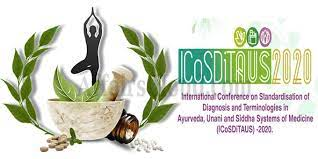 ICoSDiTAUS2020
International Conference on Standardisation of
Diagnosis and Terminologies in
Ayurveda, Unani and Siddha Systems of Medicine
(ICoSDiTAUS) -2020.